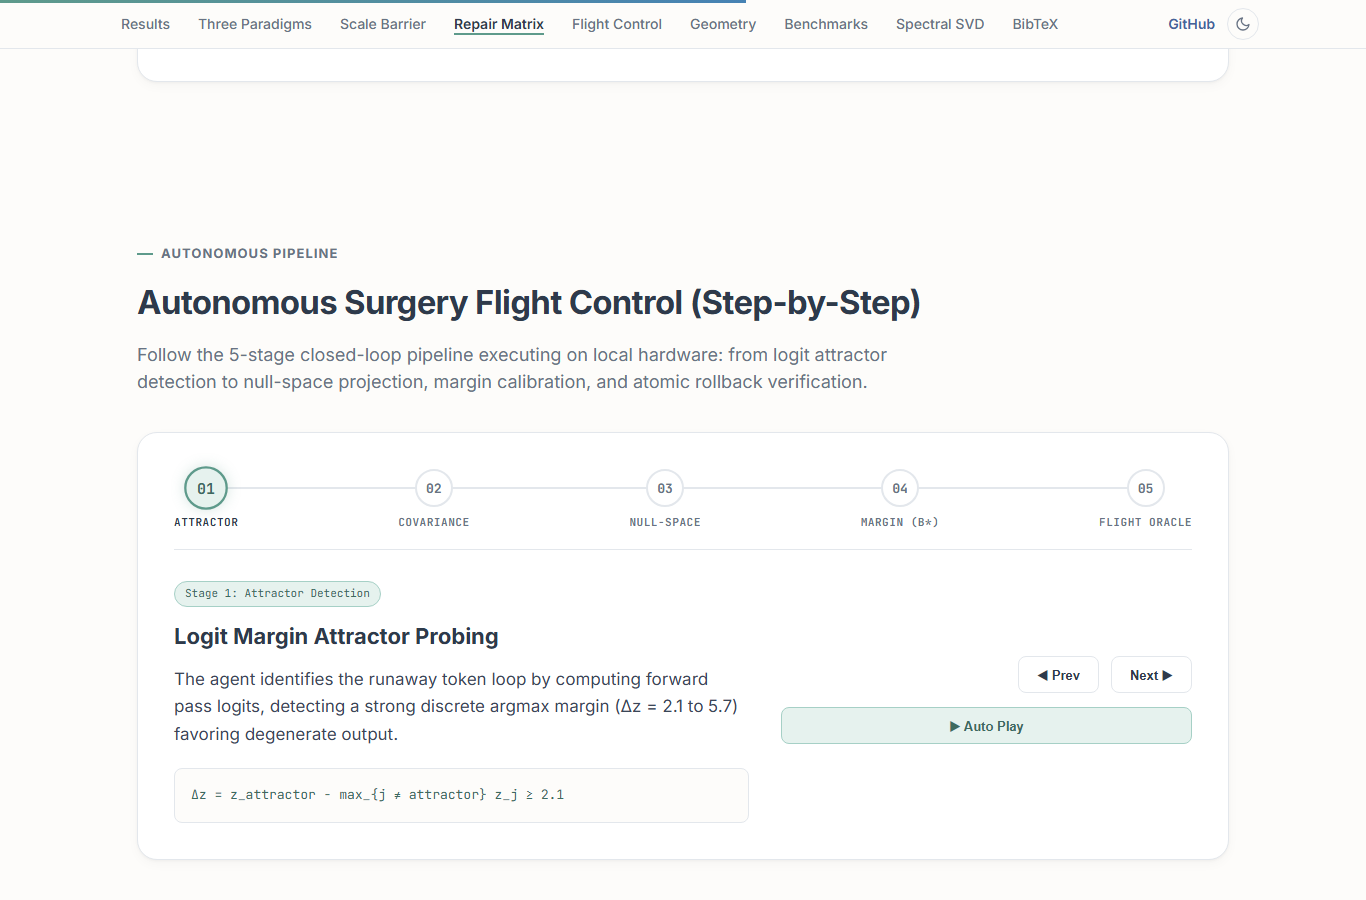 Results Three Paradigms Scale Barrier Repair Matrix Flight Control Geometry Benchmarks Spectral SVD BibTeX GitHub
AUTONOMOUS PIPELINE
Autonomous Surgery Flight Control (Step-by-Step)
Follow the 5-stage closed-loop pipeline executing on local hardware: from logit attractor
detection to null-space projection, margin calibration, and atomic rollback verification.
01 02 03 04 05
ATTRACTOR COVARIANCE NULL-SPACE MARGIN (B*) FLIGHT ORACLE
Stage 1: Attractor Detection
Logit Margin Attractor Probing
The agent identifies the runaway token loop by computing forward
pass logits, detecting a strong discrete argmax margin (Δz = 2.1 to 5.7)
favoring degenerate output.
◀ Prev Next ▶
▶ Auto Play
Δz = z_attractor - max_{j ≠ attractor} z_j ≥ 2.1